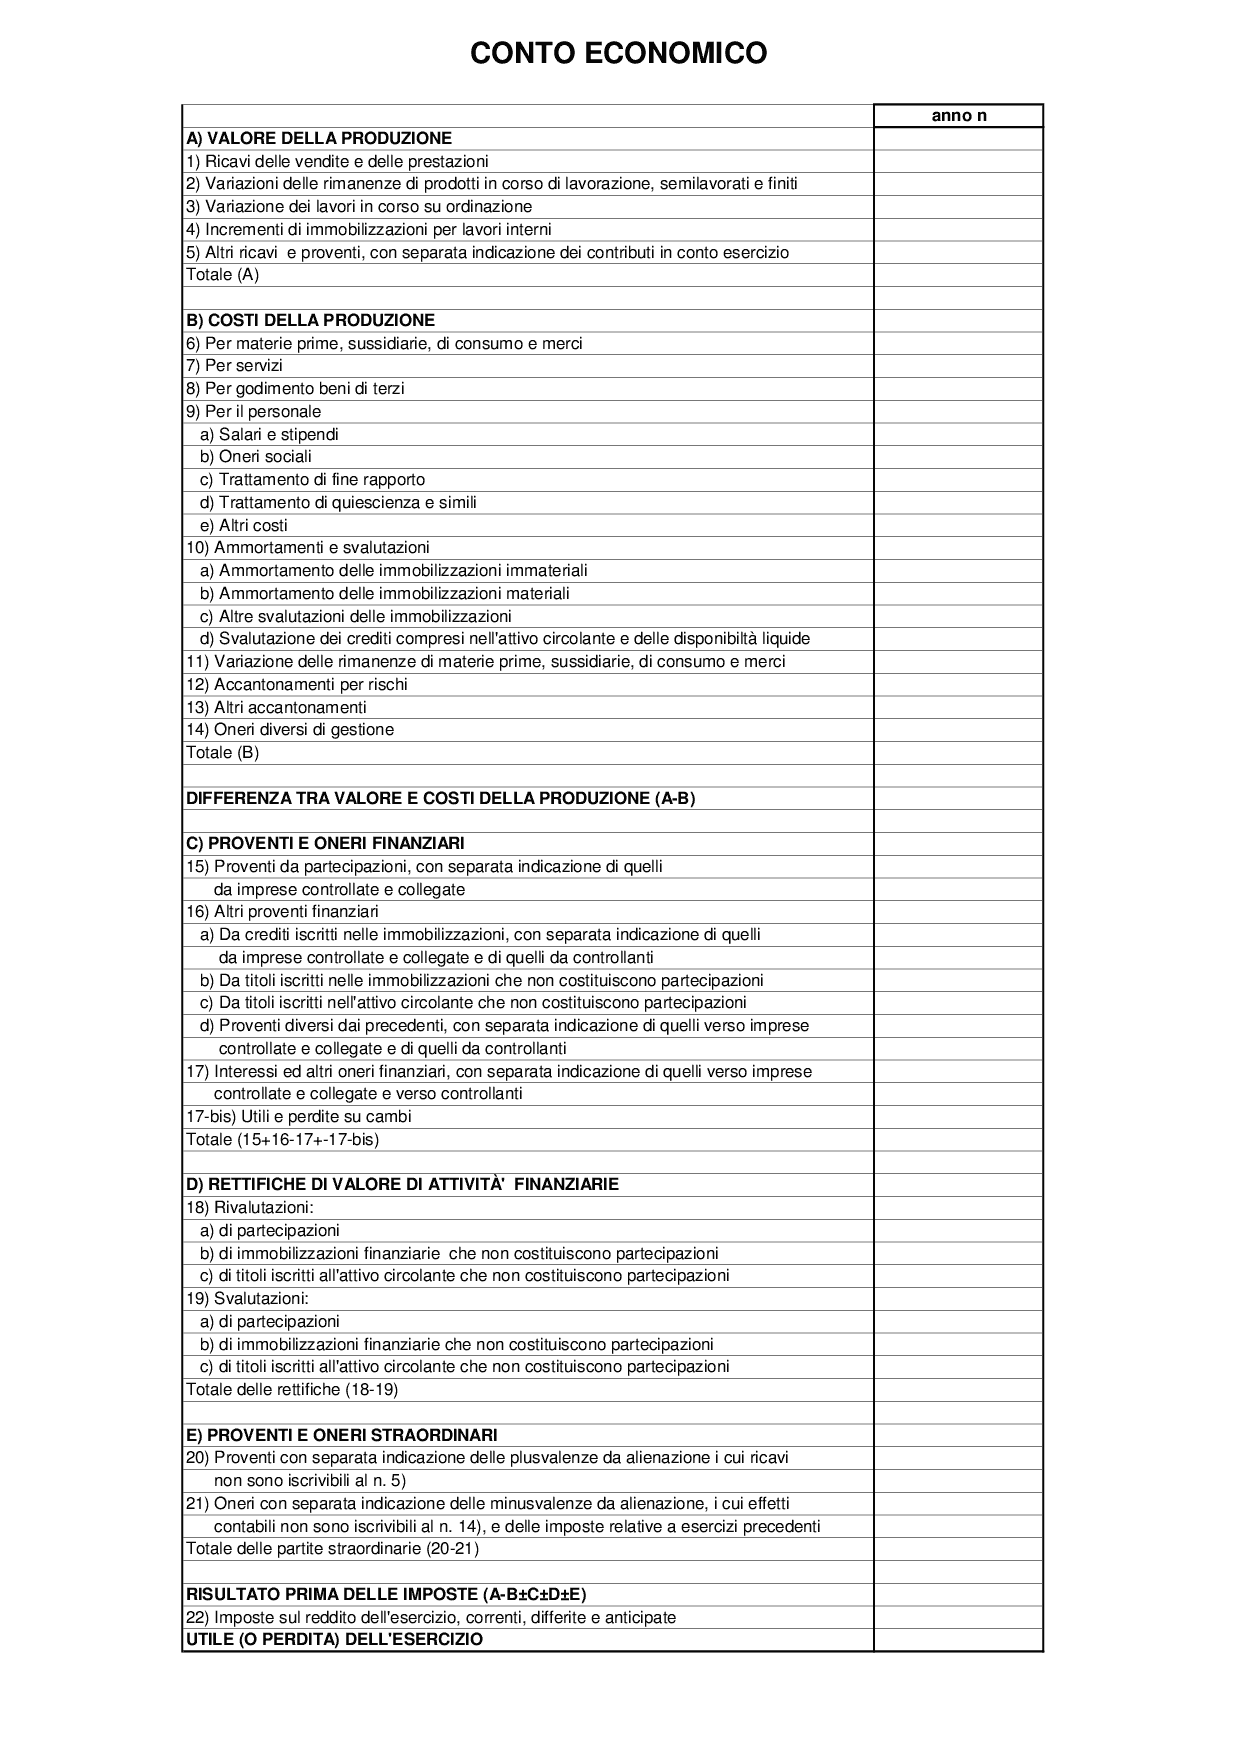 CONTO ECONOMICO
anno n
A) VALORE DELLA PRODUZIONE
1) Ricavi delle vendite e delle prestazioni
2) Variazioni delle rimanenze di prodotti in corso di lavorazione, semilavorati e finiti
3) Variazione dei lavori in corso su ordinazione
4) Incrementi di immobilizzazioni per lavori interni
5) Altri ricavi  e proventi, con separata indicazione dei contributi in conto esercizio
Totale (A)
B) COSTI DELLA PRODUZIONE
6) Per materie prime, sussidiarie, di consumo e merci
7) Per servizi
8) Per godimento beni di terzi
9) Per il personale
a) Salari e stipendi
b) Oneri sociali
c) Trattamento di fine rapporto
d) Trattamento di quiescienza e simili
e) Altri costi
10) Ammortamenti e svalutazioni
a) Ammortamento delle immobilizzazioni immateriali
b) Ammortamento delle immobilizzazioni materiali
c) Altre svalutazioni delle immobilizzazioni
d) Svalutazione dei crediti compresi nell'attivo circolante e delle disponibiltà liquide
11) Variazione delle rimanenze di materie prime, sussidiarie, di consumo e merci
12) Accantonamenti per rischi
13) Altri accantonamenti
14) Oneri diversi di gestione
Totale (B)
DIFFERENZA TRA VALORE E COSTI DELLA PRODUZIONE (A-B)
C) PROVENTI E ONERI FINANZIARI
15) Proventi da partecipazioni, con separata indicazione di quelli
da imprese controllate e collegate
16) Altri proventi finanziari
a) Da crediti iscritti nelle immobilizzazioni, con separata indicazione di quelli
da imprese controllate e collegate e di quelli da controllanti
b) Da titoli iscritti nelle immobilizzazioni che non costituiscono partecipazioni
c) Da titoli iscritti nell'attivo circolante che non costituiscono partecipazioni
d) Proventi diversi dai precedenti, con separata indicazione di quelli verso imprese
controllate e collegate e di quelli da controllanti
17) Interessi ed altri oneri finanziari, con separata indicazione di quelli verso imprese
controllate e collegate e verso controllanti
17-bis) Utili e perdite su cambi
Totale (15+16-17+-17-bis)
D) RETTIFICHE DI VALORE DI ATTIVITÀ'  FINANZIARIE
18) Rivalutazioni:
a) di partecipazioni
b) di immobilizzazioni finanziarie  che non costituiscono partecipazioni
c) di titoli iscritti all'attivo circolante che non costituiscono partecipazioni
19) Svalutazioni:
a) di partecipazioni
b) di immobilizzazioni finanziarie che non costituiscono partecipazioni
c) di titoli iscritti all'attivo circolante che non costituiscono partecipazioni
Totale delle rettifiche (18-19)
E) PROVENTI E ONERI STRAORDINARI
20) Proventi con separata indicazione delle plusvalenze da alienazione i cui ricavi
non sono iscrivibili al n. 5)
21) Oneri con separata indicazione delle minusvalenze da alienazione, i cui effetti
contabili non sono iscrivibili al n. 14), e delle imposte relative a esercizi precedenti
Totale delle partite straordinarie (20-21)
RISULTATO PRIMA DELLE IMPOSTE (A-B±C±D±E)
22) Imposte sul reddito dell'esercizio, correnti, differite e anticipate
UTILE (O PERDITA) DELL'ESERCIZIO